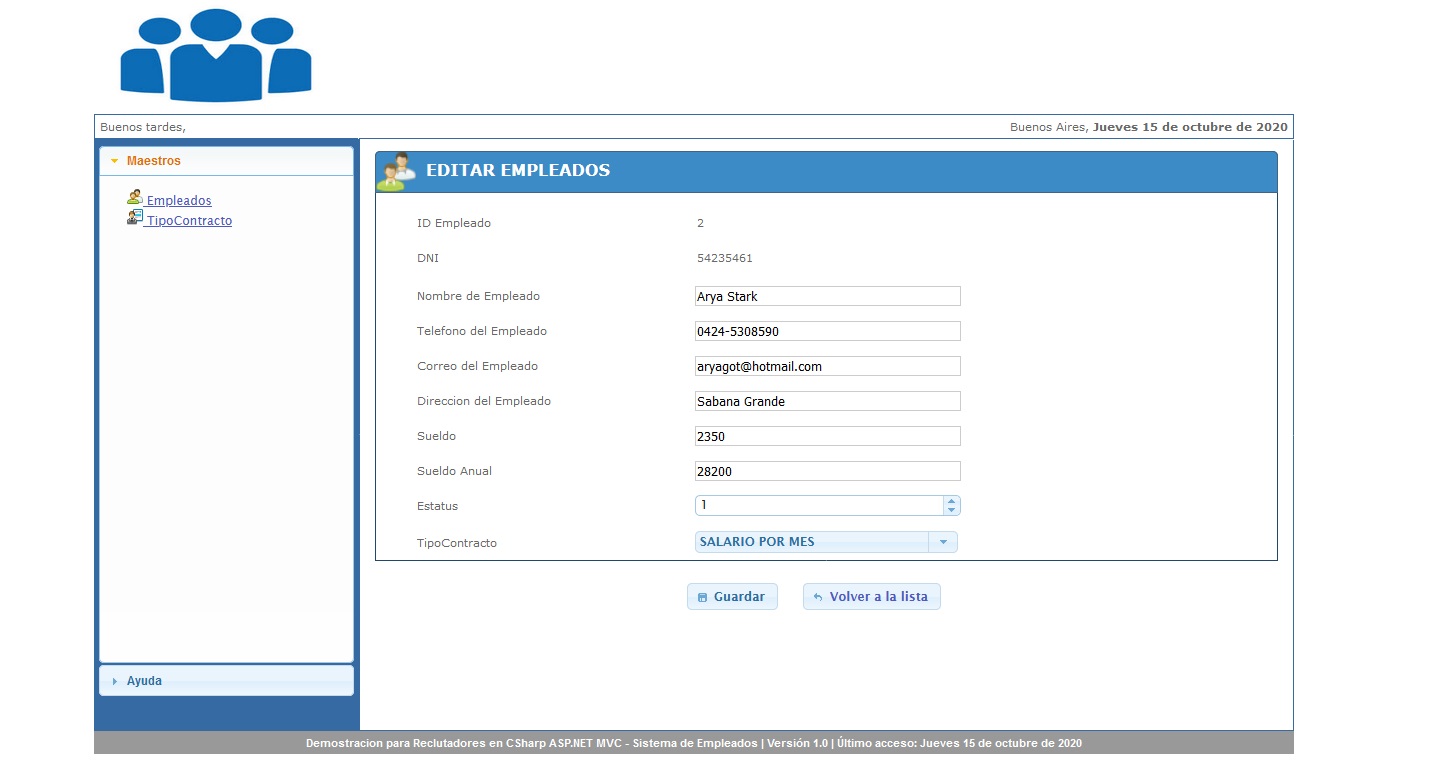 Buenos tardes,
Buenos Aires, Jueves 15 de octubre de 2020
Maestros
Empleados
TipoContracto
Ayuda
EDITAR EMPLEADOS
ID Empleado 2
DNI 54235461
Nombre de Empleado Arya Stark
Telefono del Empleado 0424-5308590
Correo del Empleado aryagot@hotmail.com
Direccion del Empleado Sabana Grande
Sueldo 2350
Sueldo Anual 28200
Estatus 1
TipoContracto SALARIO POR MES
Guardar Volver a la lista
Demostracion para Reclutadores en CSharp ASP.NET MVC - Sistema de Empleados | Versión 1.0 | Último acceso: Jueves 15 de octubre de 2020